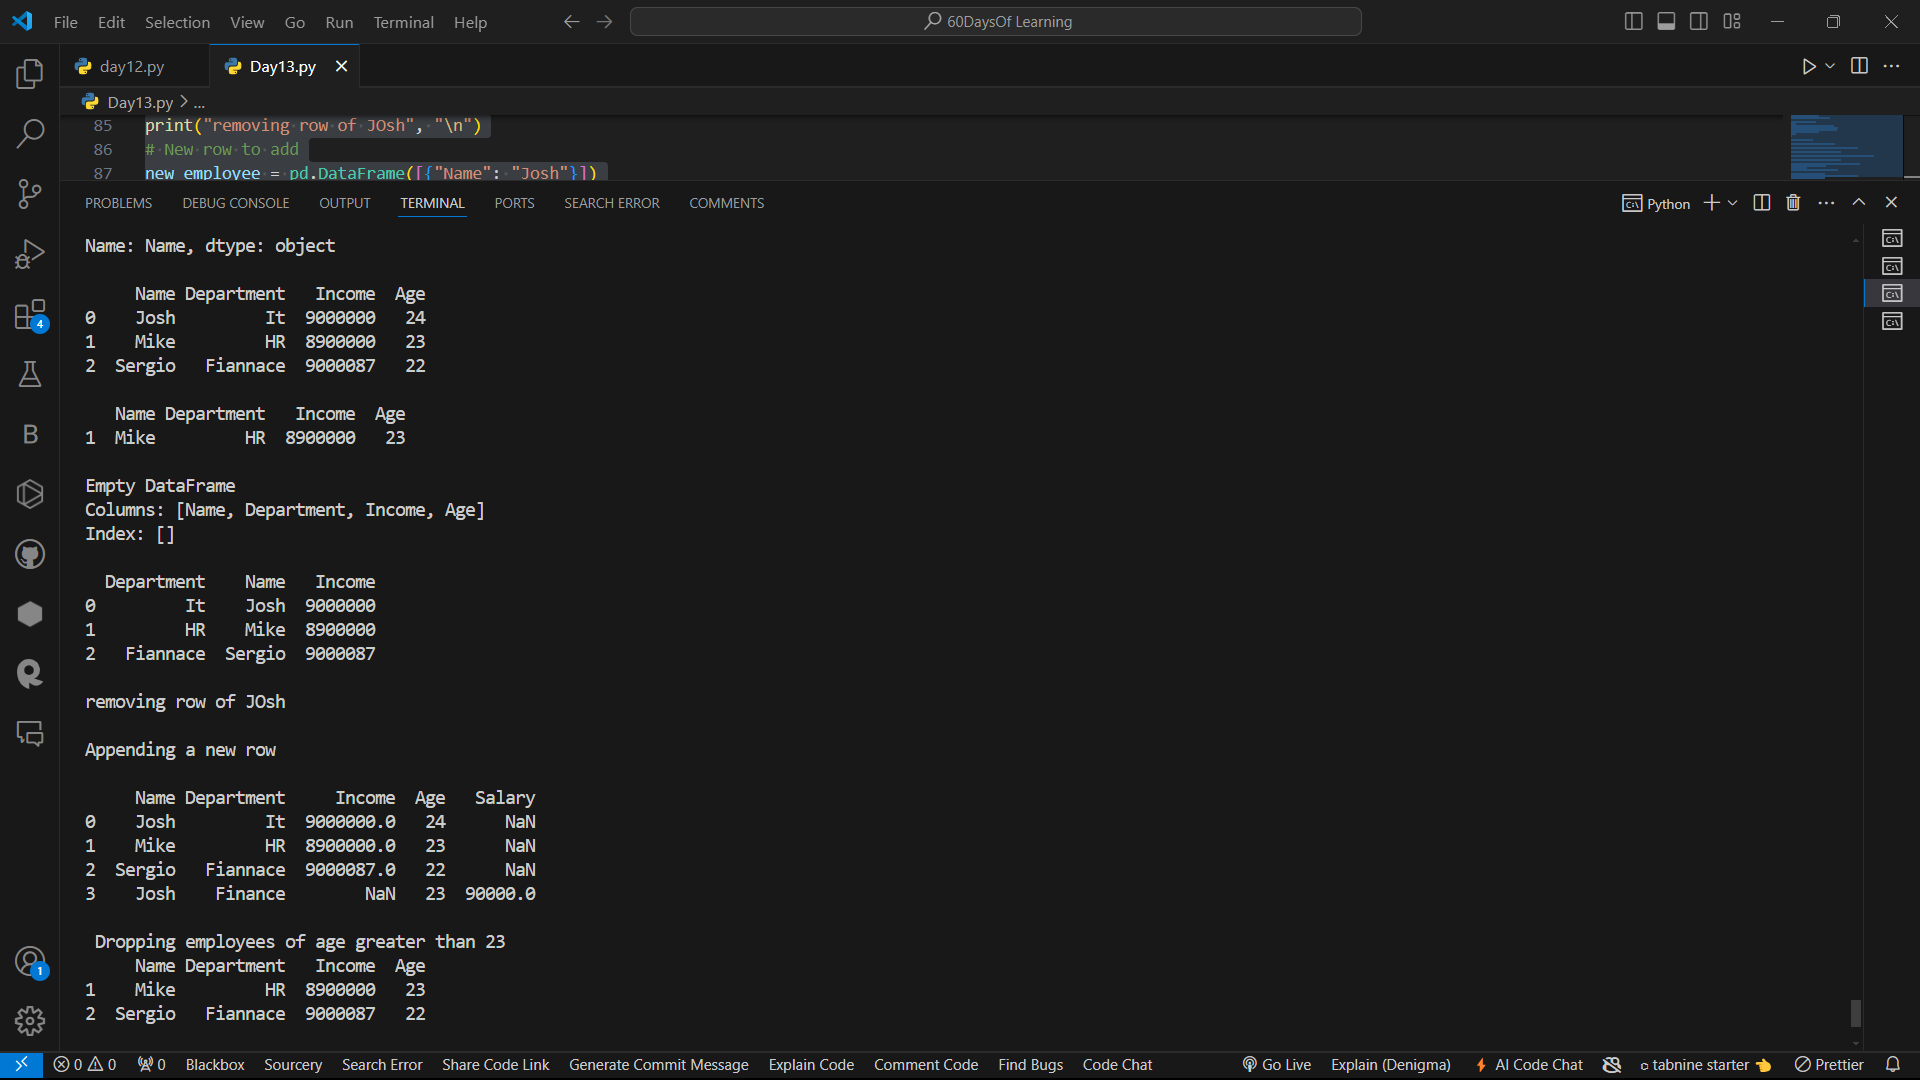 File Edit Selection View Go Run Terminal Help
60DaysOf Learning
day12.py
Day13.py
Day13.py > ...
85 print("removing row of JOsh", "\n")
86 # New row to add
87 new_employee = pd.DataFrame([{"Name": "Josh"}])
PROBLEMS DEBUG CONSOLE OUTPUT TERMINAL PORTS SEARCH ERROR COMMENTS
Python
Name: Name, dtype: object
Name Department Income Age
0 Josh It 9000000 24
1 Mike HR 8900000 23
2 Sergio Fiannace 9000087 22
Name Department Income Age
1 Mike HR 8900000 23
Empty DataFrame
Columns: [Name, Department, Income, Age]
Index: []
Department Name Income
0 It Josh 9000000
1 HR Mike 8900000
2 Fiannace Sergio 9000087
removing row of JOsh
Appending a new row
Name Department Income Age Salary
0 Josh It 9000000.0 24 NaN
1 Mike HR 8900000.0 23 NaN
2 Sergio Fiannace 9000087.0 22 NaN
3 Josh Finance NaN 23 90000.0
Dropping employees of age greater than 23
Name Department Income Age
1 Mike HR 8900000 23
2 Sergio Fiannace 9000087 22
4
B
1
0 0 0 Blackbox Sourcery Search Error Share Code Link Generate Commit Message Explain Code Comment Code Find Bugs Code Chat Go Live Explain (Denigma) AI Code Chat tabnine starter Prettier